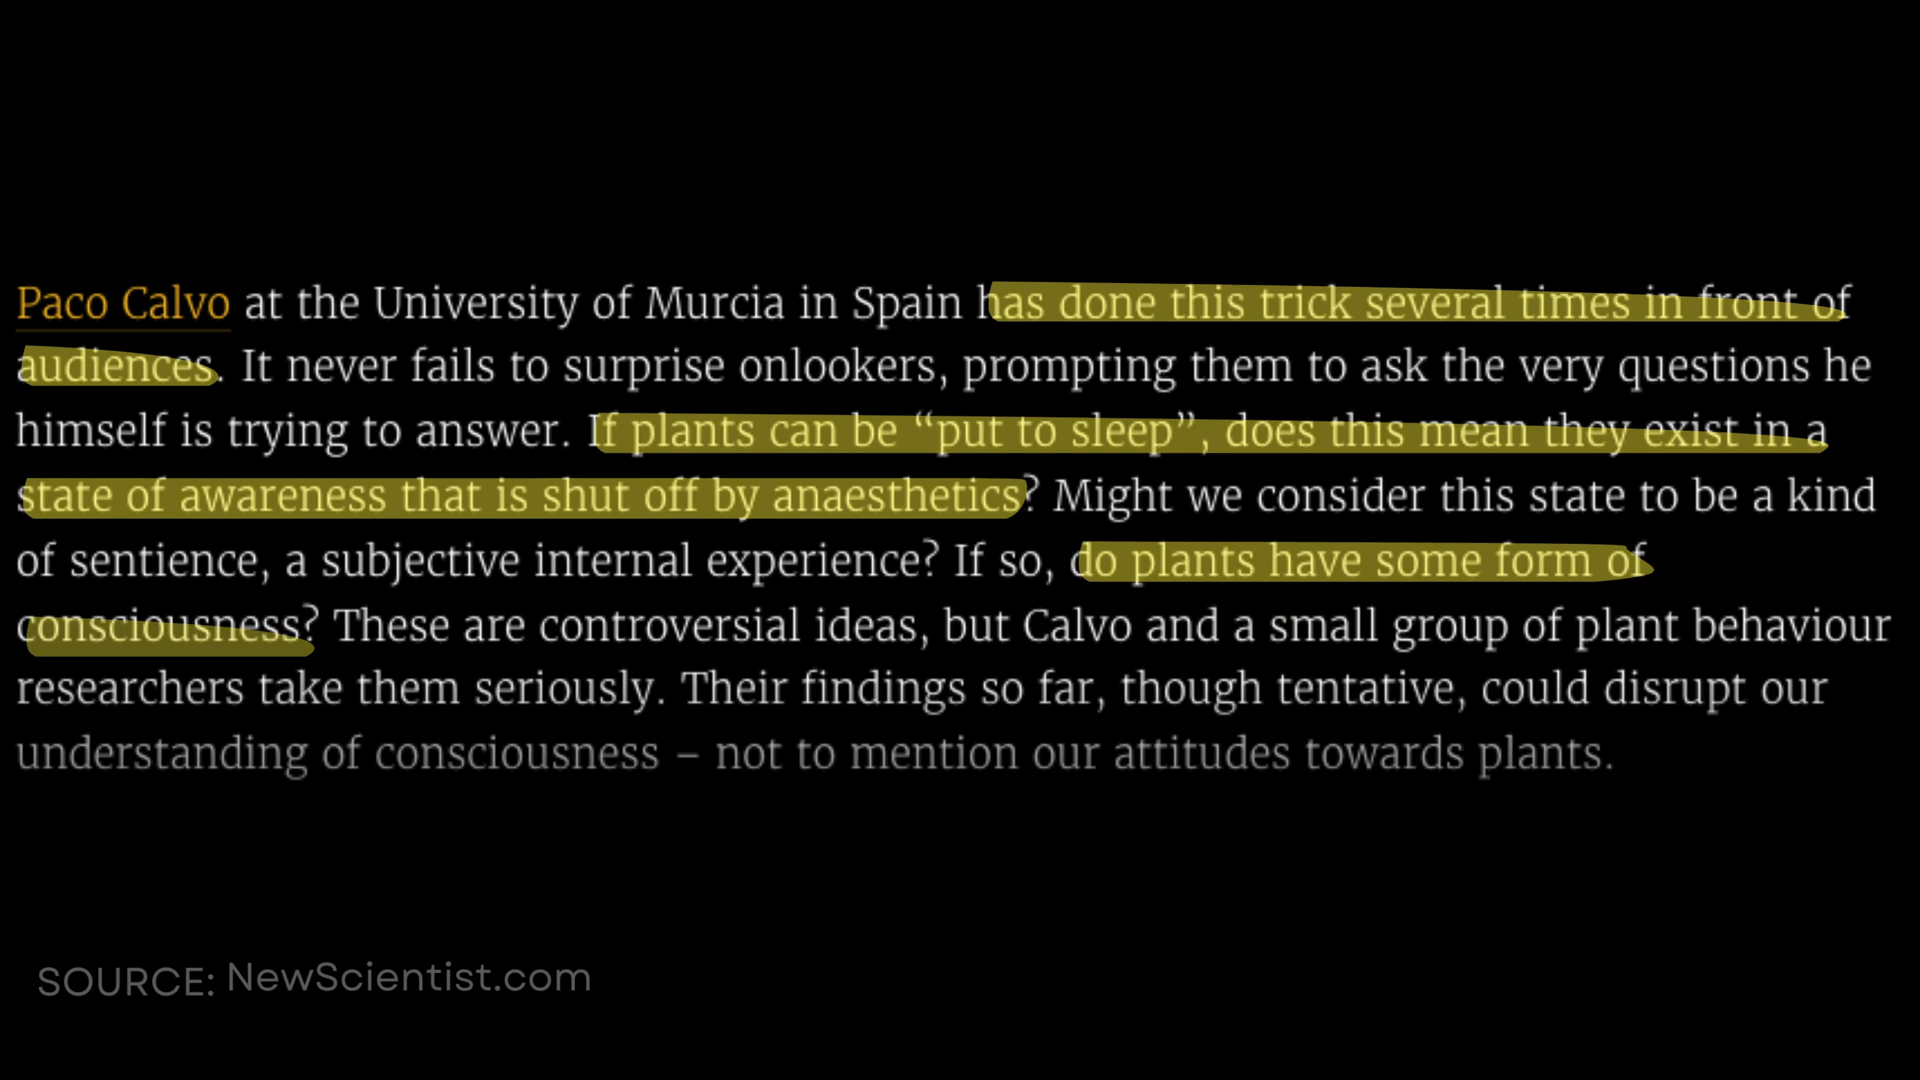 Paco Calvo at the University of Murcia in Spain has done this trick several times in front of
audiences. It never fails to surprise onlookers, prompting them to ask the very questions he
himself is trying to answer. If plants can be “put to sleep”, does this mean they exist in a
state of awareness that is shut off by anaesthetics? Might we consider this state to be a kind
of sentience, a subjective internal experience? If so, do plants have some form of
consciousness? These are controversial ideas, but Calvo and a small group of plant behaviour
researchers take them seriously. Their findings so far, though tentative, could disrupt our
understanding of consciousness – not to mention our attitudes towards plants.
SOURCE: NewScientist.com